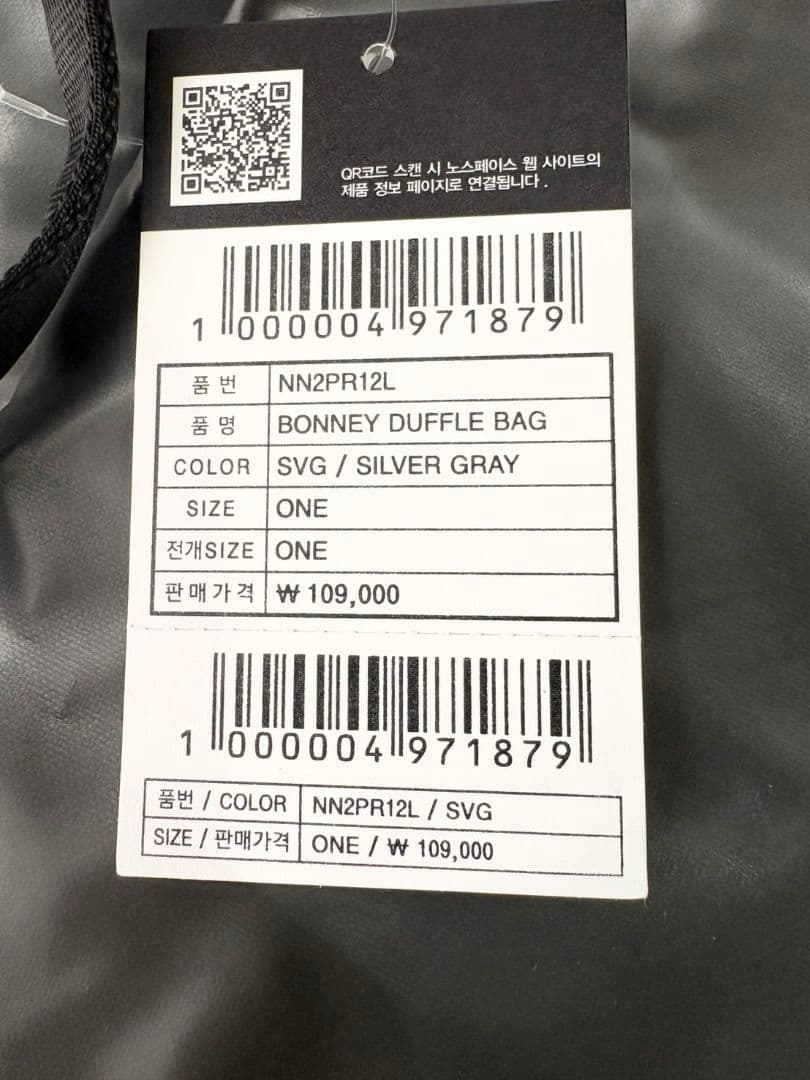 QR코드 스캔 시 노스페이스 웹 사이트의
제품 정보 페이지로 연결됩니다 .
1 000004 971879
품 번 NN2PR12L
품 명 BONNEY DUFFLE BAG
COLOR SVG / SILVER GRAY
SIZE ONE
전개SIZE ONE
판매가격 ₩ 109,000
1 000004 971879
품번 / COLOR NN2PR12L / SVG
SIZE / 판매가격 ONE / ₩ 109,000